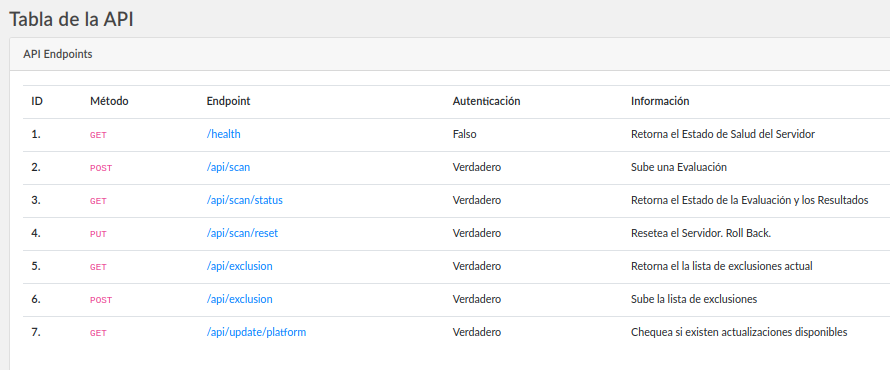 Tabla de la API
API Endpoints
ID Método Endpoint Autenticación Información
1. GET /health Falso Retorna el Estado de Salud del Servidor
2. POST /api/scan Verdadero Sube una Evaluación
3. GET /api/scan/status Verdadero Retorna el Estado de la Evaluación y los Resultados
4. PUT /api/scan/reset Verdadero Resetea el Servidor. Roll Back.
5. GET /api/exclusion Verdadero Retorna el la lista de exclusiones actual
6. POST /api/exclusion Verdadero Sube la lista de exclusiones
7. GET /api/update/platform Verdadero Chequea si existen actualizaciones disponibles